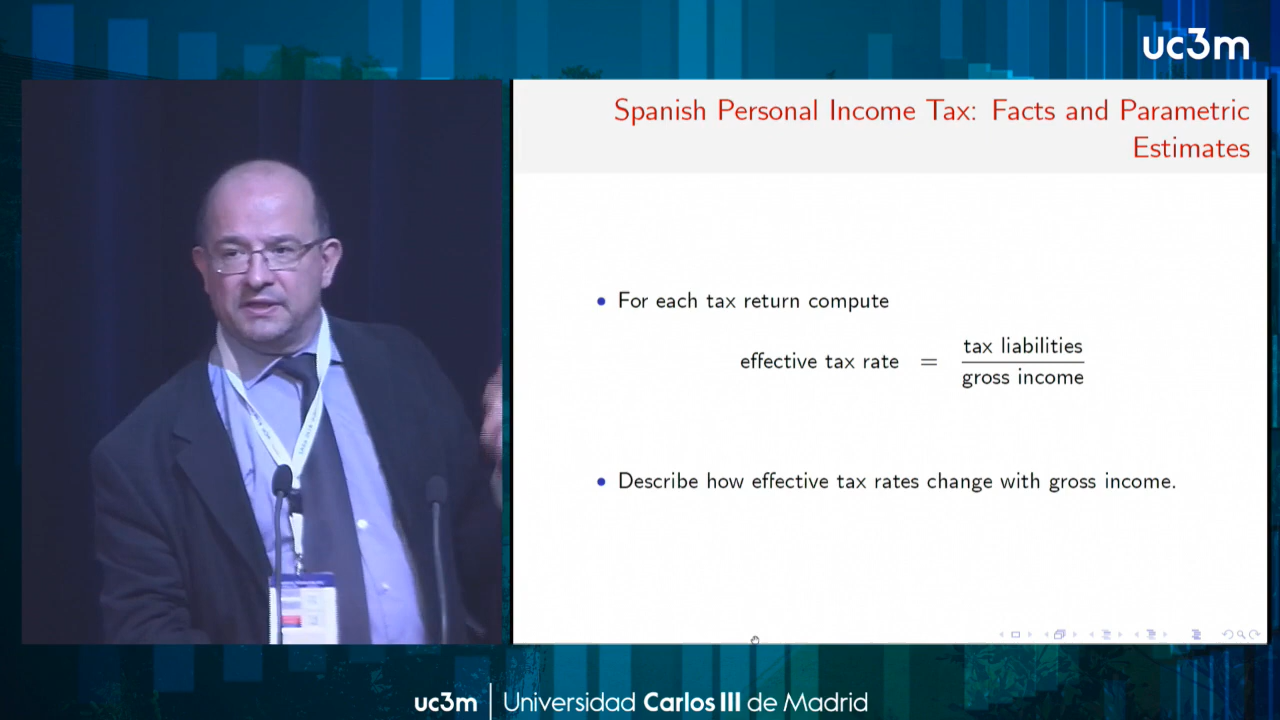 uc3m
Spanish Personal Income Tax: Facts and Parametric
Estimates
• For each tax return compute
effective tax rate = tax liabilities
gross income
• Describe how effective tax rates change with gross income.
uc3m | Universidad Carlos III de Madrid